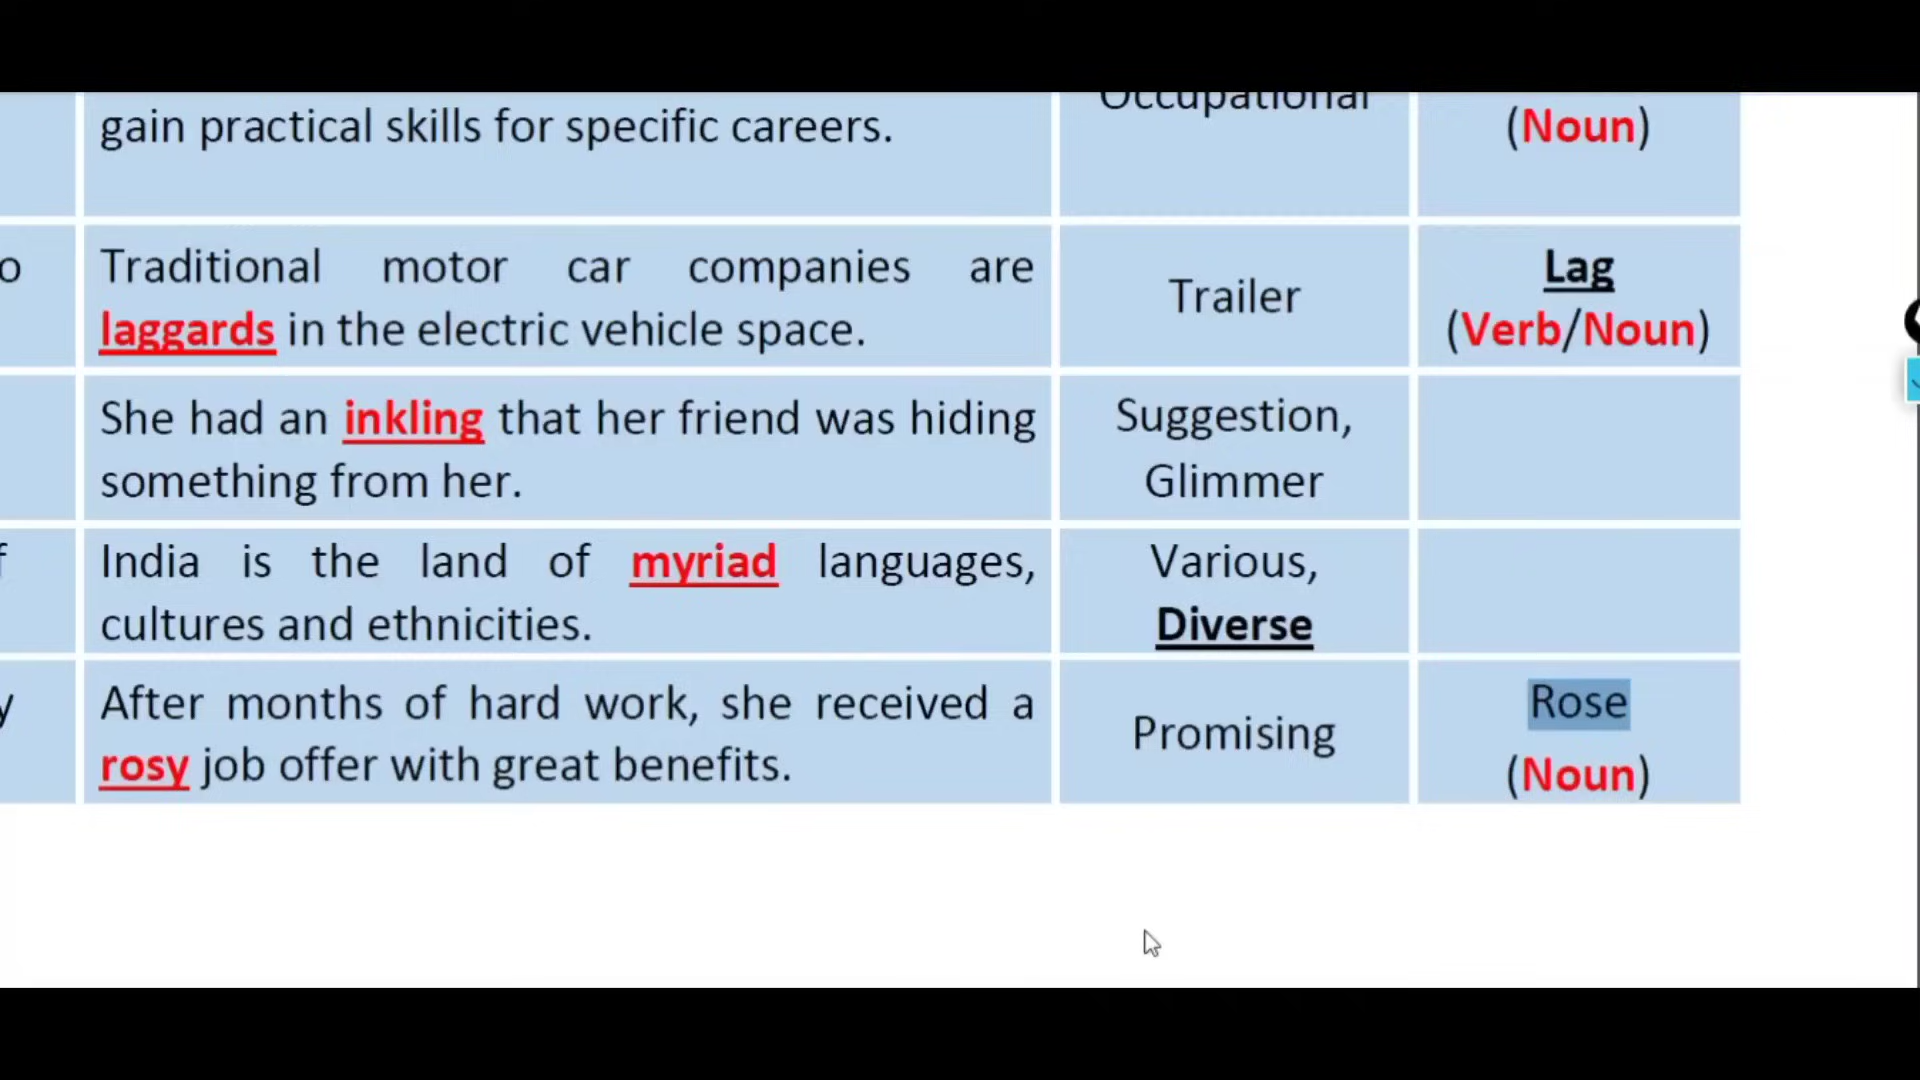 gain practical skills for specific careers.
Occupational
(Noun)
o
Traditional motor car companies are
laggards in the electric vehicle space.
Trailer
Lag
(Verb/Noun)
She had an inkling that her friend was hiding
something from her.
Suggestion,
Glimmer
f
India is the land of myriad languages,
cultures and ethnicities.
Various,
Diverse
y
After months of hard work, she received a
rosy job offer with great benefits.
Promising
Rose
(Noun)